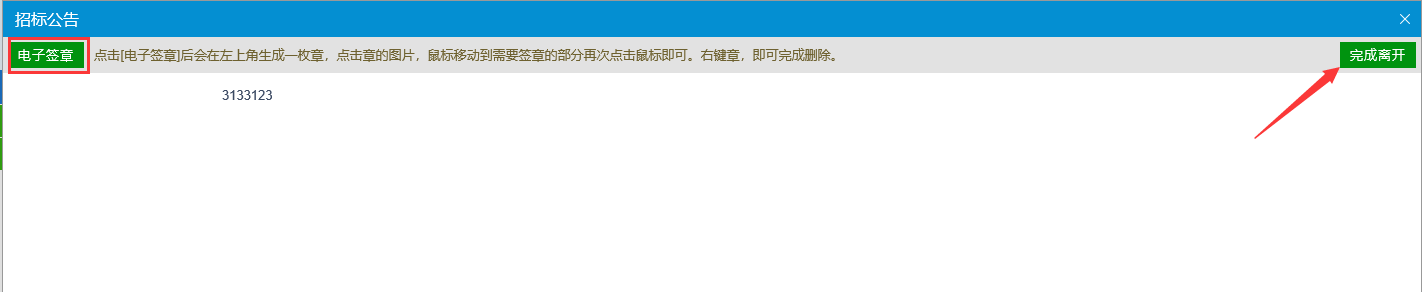 招标公告
电子签章 点击[电子签章]后会在左上角生成一枚章，点击章的图片，鼠标移动到需要签章的部分再次点击鼠标即可。右键章，即可完成删除。 完成离开
3133123